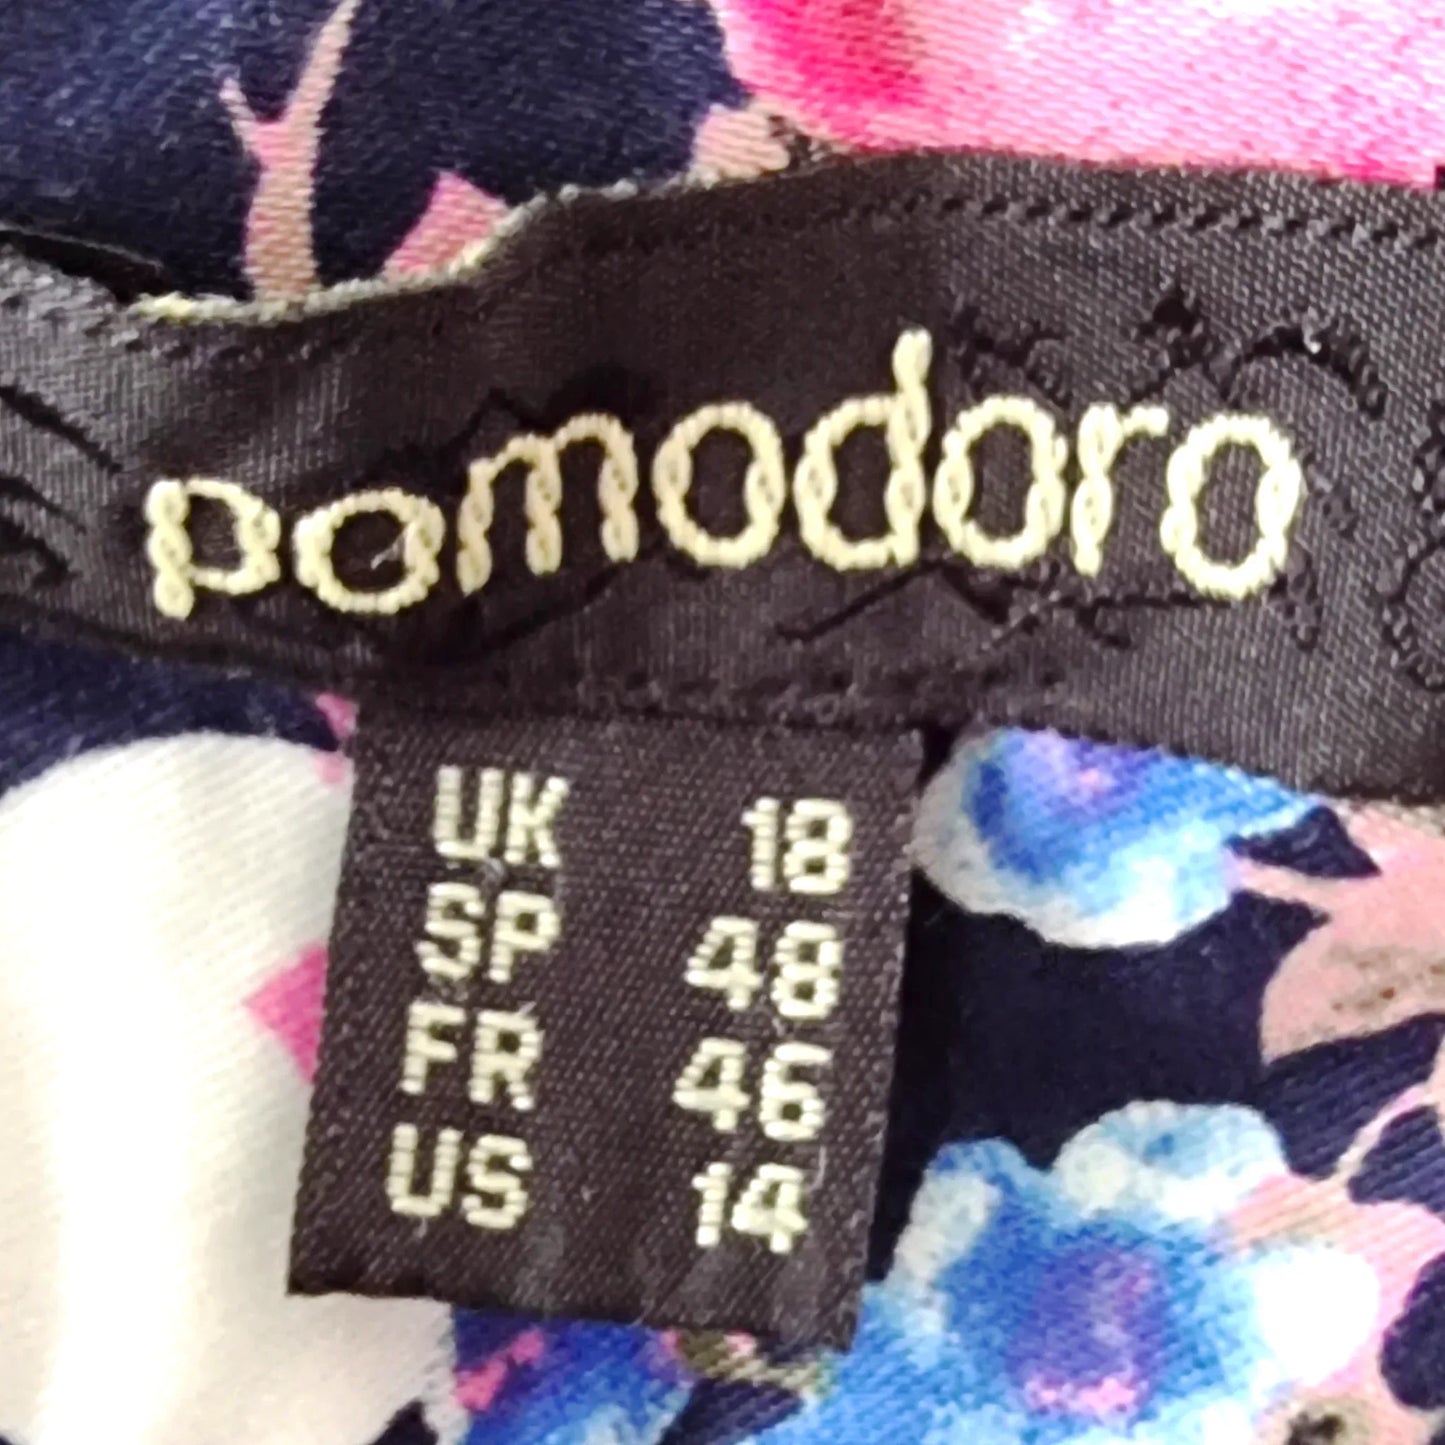 pomodoro
UK 18
SP 48
FR 46
US 14